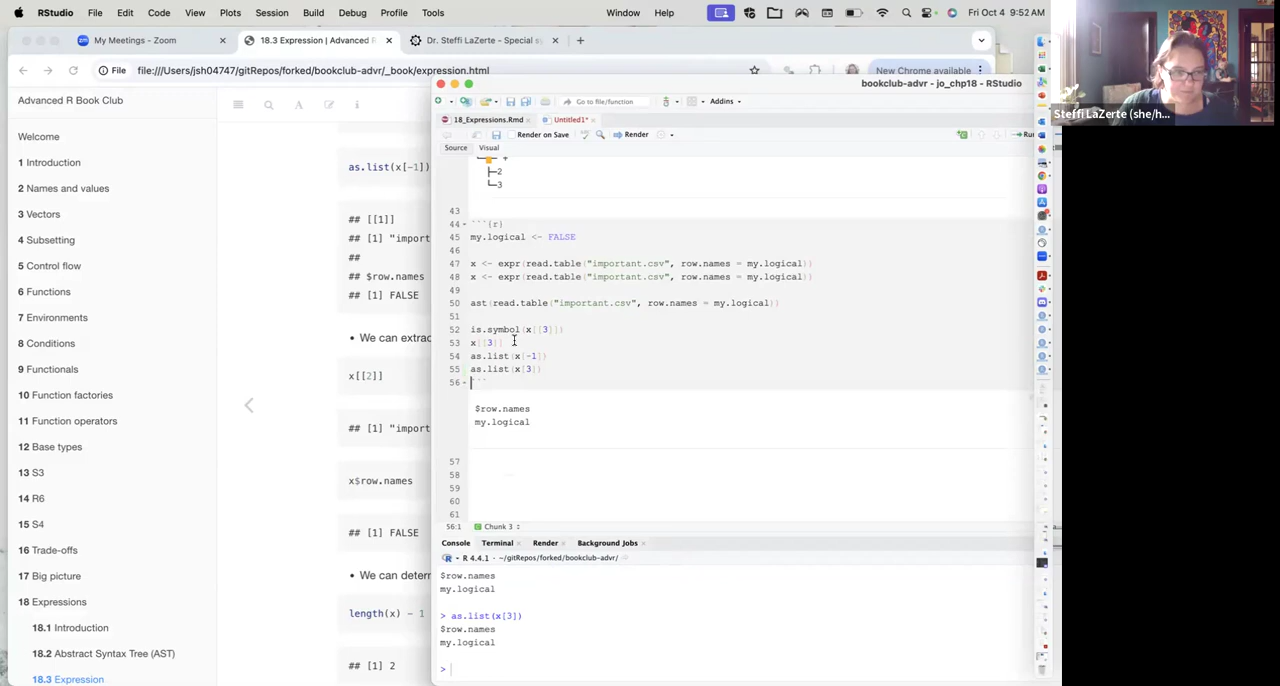 RStudio File Edit Code View Plots Session Build Debug Profile Tools Window Help Fri Oct 4 9:52 AM
My Meetings - Zoom 18.3 Expression | Advanced R Dr. Steffi LaZerte - Special
File file:///Users/jsh04747/gitRepos/forked/bookclub-advr/_book/expression.html New Chrome available
bookclub-advr - jo_chp18 - RStudio
Go to file/function Addins
18_Expressions.Rmd Untitled1*
Render on Save Render Run
Source Visual
Steffi LaZerte (she/h...
Advanced R Book Club
Welcome
1 Introduction
2 Names and values
3 Vectors
4 Subsetting
5 Control flow
6 Functions
7 Environments
8 Conditions
9 Functionals
10 Function factories
11 Function operators
12 Base types
13 S3
14 R6
15 S4
16 Trade-offs
17 Big picture
18 Expressions
18.1 Introduction
18.2 Abstract Syntax Tree (AST)
18.3 Expression
as.list(x[-1])
## [[1]]
## [1] "import
##
## $row.names
## [1] FALSE
• We can extrac
x[[2]]
## [1] "import
x$row.names
## [1] FALSE
• We can deterr
length(x) - 1
## [1] 2
└─ +
├─2
└─3
43
44 ```{r}
45 my.logical <- FALSE
46
47 x <- expr(read.table("important.csv", row.names = my.logical))
48 x <- expr(read.table("important.csv", row.names = my.logical))
49
50 ast(read.table("important.csv", row.names = my.logical))
51
52 is.symbol(x[[3]])
53 x[[3]]
54 as.list(x[-1])
55 as.list(x[3])
56 ```
$row.names
my.logical
57
58
59
60
61
56:1 Chunk 3
Console Terminal Render Background Jobs
R 4.4.1 · ~/gitRepos/forked/bookclub-advr/
$row.names
my.logical
> as.list(x[3])
$row.names
my.logical
>